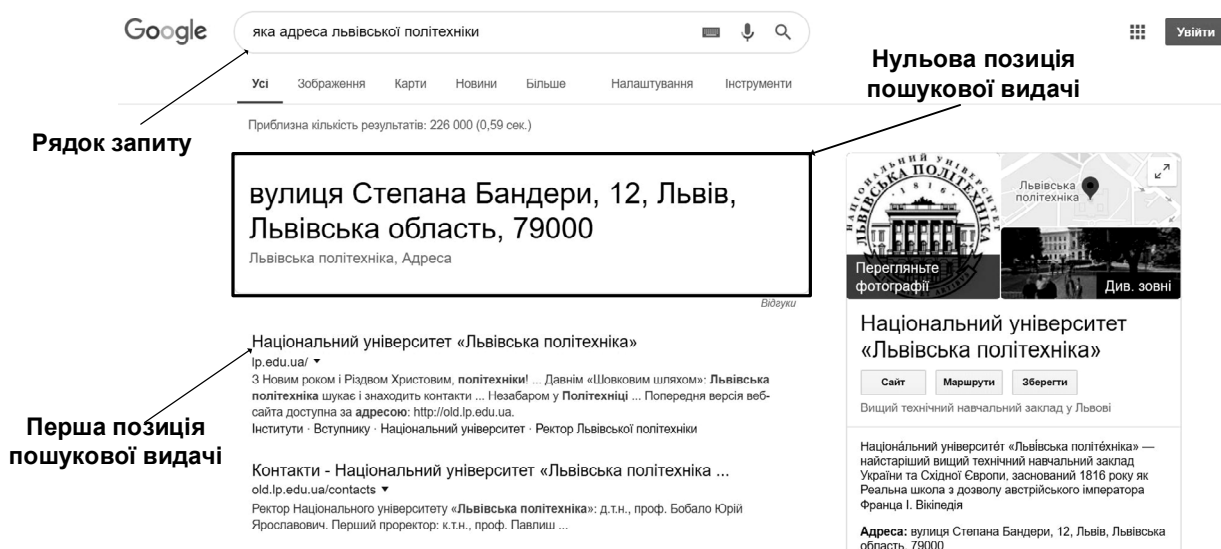 Google
яка адреса львівської політехніки
Увійти
Усі Зображення Карти Новини Більше Налаштування Інструменти
Рядок запиту
Нульова позиція
пошукової видачі
Приблизна кількість результатів: 226 000 (0,59 сек.)
вулиця Степана Бандери, 12, Львів,
Львівська область, 79000
Львівська політехніка, Адреса
Відгуки
Перша позиція
пошукової видачі
Національний університет «Львівська політехніка»
lp.edu.ua/
З Новим роком і Різдвом Христовим, політехніки! ... Давнім «Шовковим шляхом»: Львівська
політехніка шукає і знаходить контакти ... Незабаром у Політехніці ... Попередня версія веб-
сайта доступна за адресою: http://old.lp.edu.ua.
Інститути · Вступнику · Національний університет · Ректор Львівської політехніки
Контакти - Національний університет «Львівська політехніка ...
old.lp.edu.ua/contacts
Ректор Національного університету «Львівська політехніка»: д.т.н., проф. Бобало Юрій
Ярославович. Перший проректор: к.т.н., проф. Павлиш ...
НАЦІОНАЛЬНИЙ УНІВЕРСИТЕТ
ЛЬВІВСЬКА ПОЛІТЕХНІКА
1816
Львівська
політехніка
Перегляньте
фотографії
Див. зовні
Національний університет
«Львівська політехніка»
Сайт Маршрути Зберегти
Вищий технічний навчальний заклад у Львові
Націона́льний університе́т «Льві́вська політе́хніка» —
найстаріший вищий технічний навчальний заклад
України та Східної Європи, заснований 1816 року як
Реальна школа з дозволу австрійського імператора
Франца І. Вікіпедія
Адреса: вулиця Степана Бандери, 12, Львів, Львівська
область, 79000